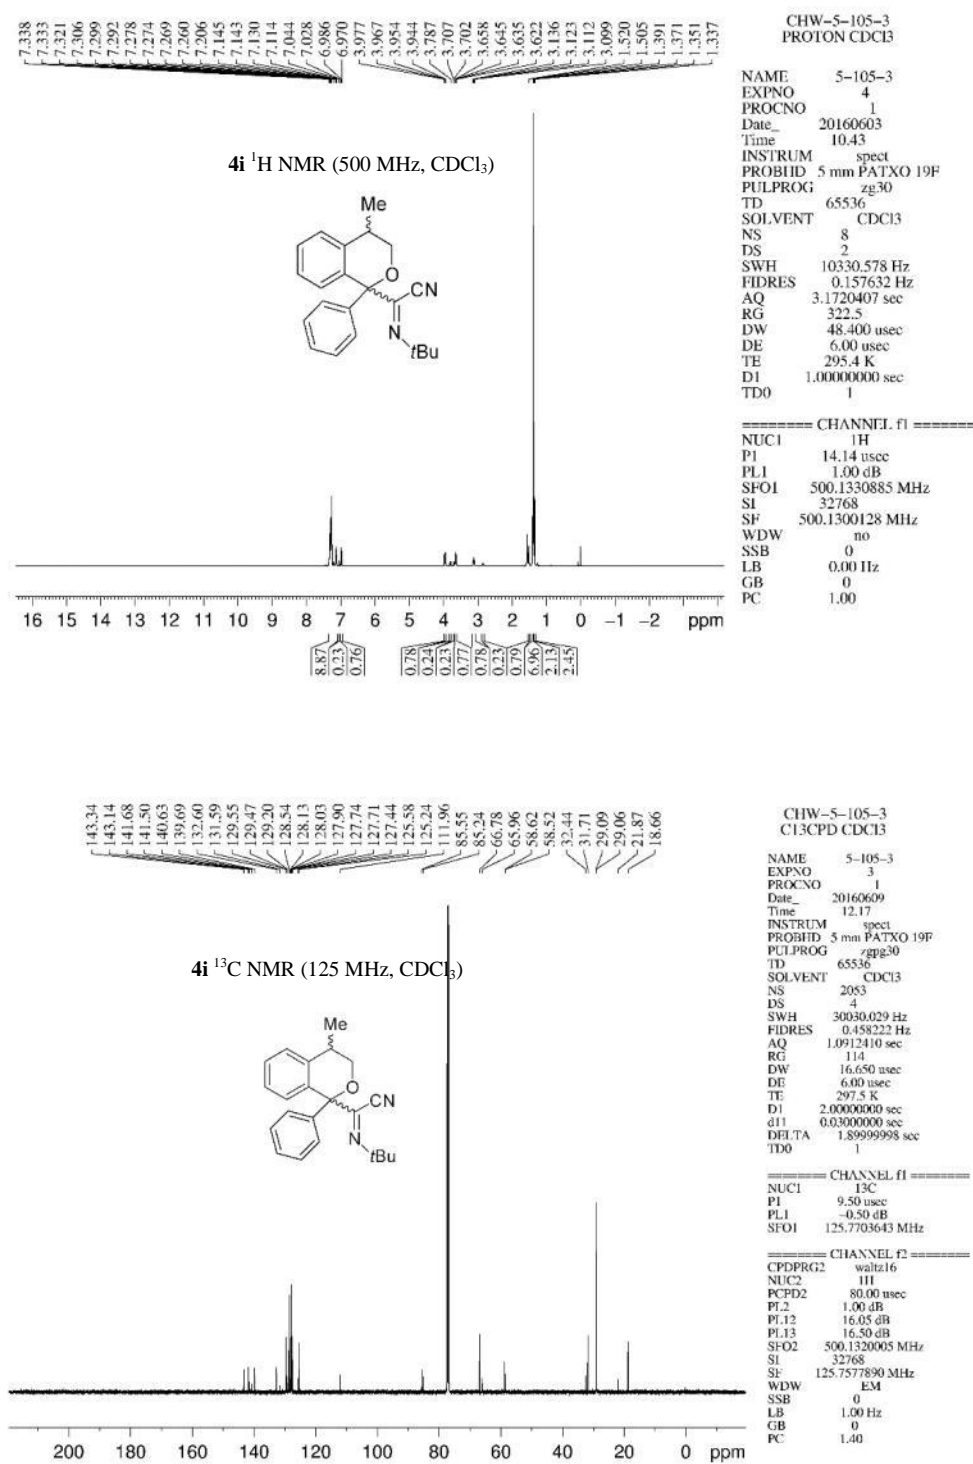 7.338
7.333
7.321
7.306
7.299
7.292
7.278
7.274
7.269
7.260
7.206
7.145
7.143
7.130
7.114
7.044
7.028
6.986
6.970
3.977
3.967
3.954
3.944
3.787
3.707
3.702
3.658
3.645
3.635
3.622
3.136
3.123
3.112
3.099
1.520
1.505
1.391
1.371
1.351
1.337
CHW-5-105-3
PROTON CDCl3
NAME 5-105-3
EXPNO 4
PROCNO 1
Date_ 20160603
Time 10.43
INSTRUM spect
PROBHD 5 mm PATXO 19F
PULPROG zg30
TD 65536
SOLVENT CDCl3
NS 8
DS 2
SWH 10330.578 Hz
FIDRES 0.157632 Hz
AQ 3.1720407 sec
RG 322.5
DW 48.400 usec
DE 6.00 usec
TE 295.4 K
D1 1.00000000 sec
TD0 1
======== CHANNEL f1 ========
NUC1 1H
P1 14.14 usec
PL1 1.00 dB
SFO1 500.1330885 MHz
SI 32768
SF 500.1300128 MHz
WDW no
SSB 0
LB 0.00 Hz
GB 0
PC 1.00
4i ¹H NMR (500 MHz, CDCl₃)
Me
O
CN
N
tBu
16 15 14 13 12 11 10 9 8 7 6 5 4 3 2 1 0 -1 -2 ppm
8.87
0.23
0.76
0.78
0.24
0.23
0.77
0.78
0.23
0.79
6.96
2.13
2.45
143.34
143.14
141.68
141.50
140.63
139.69
132.60
131.59
129.55
129.47
129.20
128.54
128.13
128.03
127.90
127.74
127.71
127.44
125.58
125.24
111.96
85.55
85.24
66.78
65.96
58.62
58.52
32.44
31.71
29.09
29.06
21.87
18.66
CHW-5-105-3
C13CPD CDCl3
NAME 5-105-3
EXPNO 3
PROCNO 1
Date_ 20160609
Time 12.17
INSTRUM spect
PROBHD 5 mm PATXO 19F
PULPROG zgpg30
TD 65536
SOLVENT CDCl3
NS 2053
DS 4
SWH 30030.029 Hz
FIDRES 0.458222 Hz
AQ 1.0912410 sec
RG 114
DW 16.650 usec
DE 6.00 usec
TE 297.5 K
D1 2.00000000 sec
d11 0.03000000 sec
DELTA 1.89999998 sec
TD0 1
======== CHANNEL f1 ========
NUC1 13C
P1 9.50 usec
PL1 -0.50 dB
SFO1 125.7703643 MHz
======== CHANNEL f2 ========
CPDPRG2 waltz16
NUC2 1H
PCPD2 80.00 usec
PL2 1.00 dB
PL12 16.05 dB
PL13 16.50 dB
SFO2 500.1320005 MHz
SI 32768
SF 125.7577890 MHz
WDW EM
SSB 0
LB 1.00 Hz
GB 0
PC 1.40
4i ¹³C NMR (125 MHz, CDCl₃)
Me
O
CN
N
tBu
200 180 160 140 120 100 80 60 40 20 0 ppm